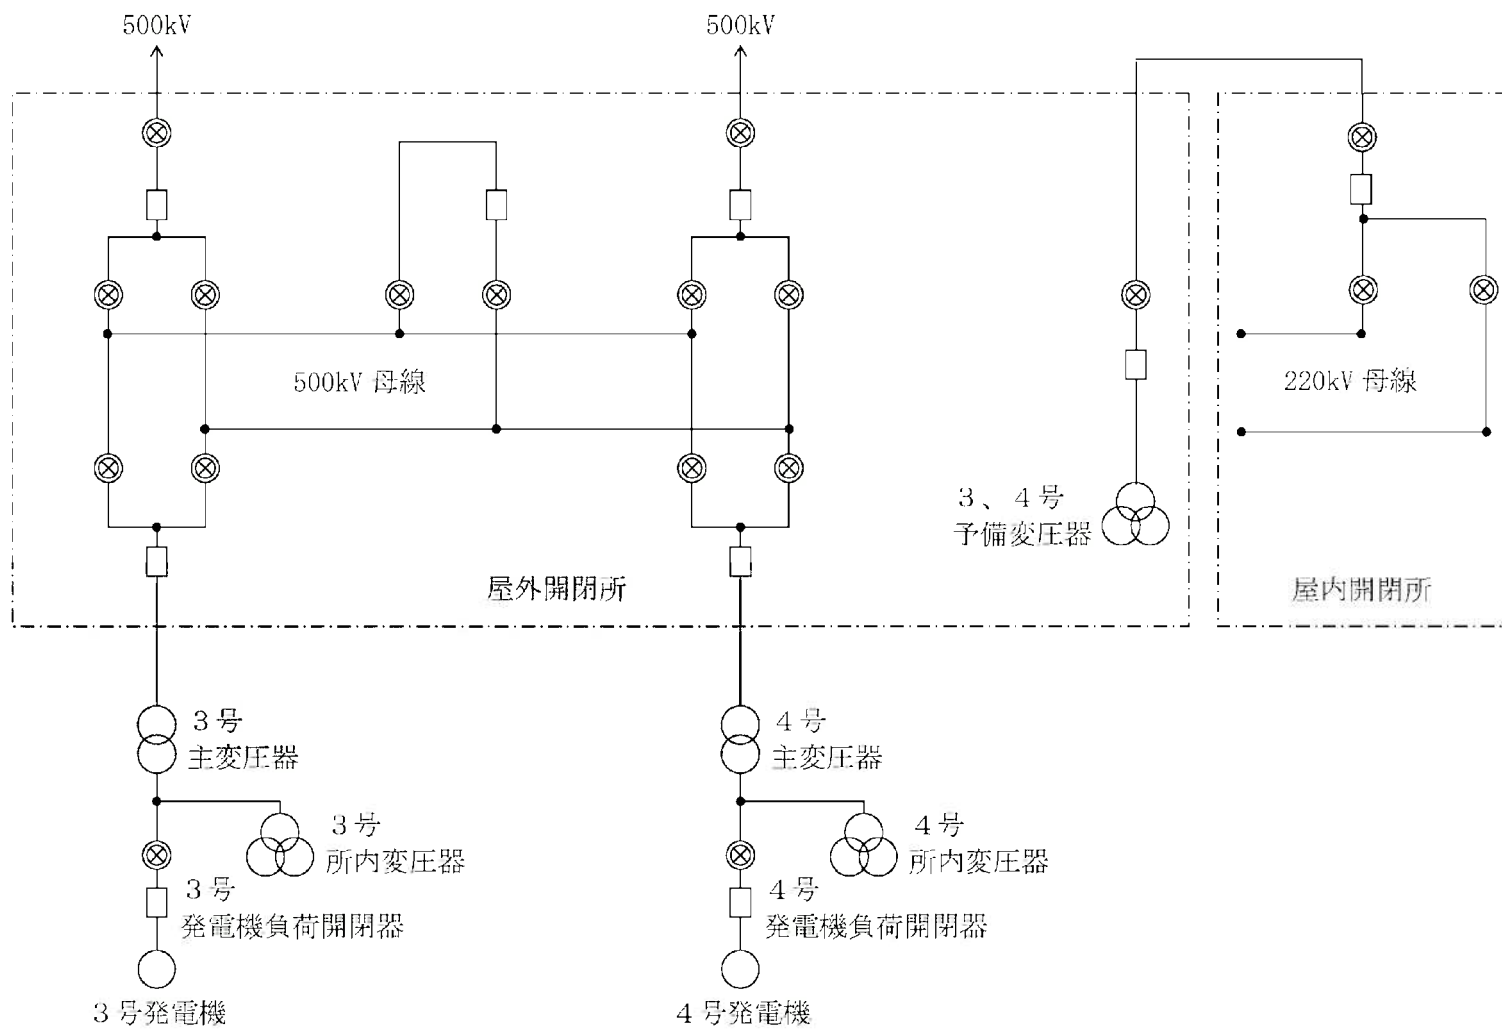 500kV
500kV
500kV 母線
220kV 母線
3、4号
予備変圧器
屋外開閉所
屋内開閉所
3号
主変圧器
4号
主変圧器
3号
所内変圧器
4号
所内変圧器
3号
発電機負荷開閉器
4号
発電機負荷開閉器
3号発電機
4号発電機